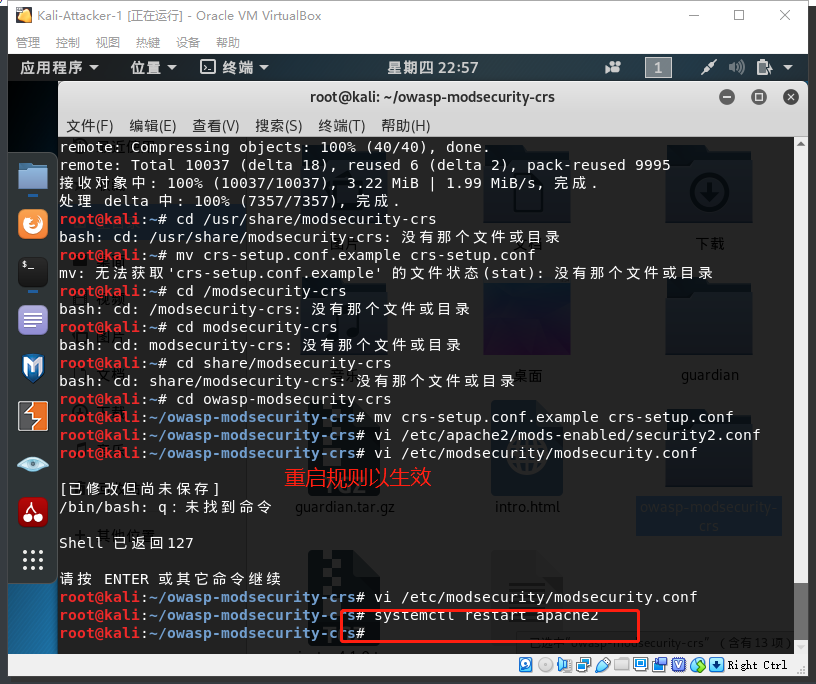 Kali-Attacker-1 [正在运行] - Oracle VM VirtualBox
管理 控制 视图 热键 设备 帮助
应用程序 位置 终端 星期四 22:57 1
root@kali: ~/owasp-modsecurity-crs
文件(F) 编辑(E) 查看(V) 搜索(S) 终端(T) 帮助(H)
remote: Compressing objects: 100% (40/40), done.
remote: Total 10037 (delta 18), reused 6 (delta 2), pack-reused 9995
接收对象中: 100% (10037/10037), 3.22 MiB | 1.99 MiB/s, 完成.
处理 delta 中: 100% (7357/7357), 完成.
root@kali:~# cd /usr/share/modsecurity-crs
bash: cd: /usr/share/modsecurity-crs: 没有那个文件或目录
root@kali:~# mv crs-setup.conf.example crs-setup.conf
mv: 无法获取'crs-setup.conf.example' 的文件状态(stat): 没有那个文件或目录
root@kali:~# cd /modsecurity-crs
bash: cd: /modsecurity-crs: 没有那个文件或目录
root@kali:~# cd modsecurity-crs
bash: cd: modsecurity-crs: 没有那个文件或目录
root@kali:~# cd share/modsecurity-crs
bash: cd: share/modsecurity-crs: 没有那个文件或目录
root@kali:~# cd owasp-modsecurity-crs
root@kali:~/owasp-modsecurity-crs# mv crs-setup.conf.example crs-setup.conf
root@kali:~/owasp-modsecurity-crs# vi /etc/apache2/mods-enabled/security2.conf
root@kali:~/owasp-modsecurity-crs# vi /etc/modsecurity/modsecurity.conf
重启规则以生效
[已修改但尚未保存]
/bin/bash: q: 未找到命令
Shell 已返回127
请按 ENTER 或其它命令继续
root@kali:~/owasp-modsecurity-crs# vi /etc/modsecurity/modsecurity.conf
root@kali:~/owasp-modsecurity-crs# systemctl restart apache2
root@kali:~/owasp-modsecurity-crs#
下载
桌面
guardian
guardian.tar.gz
intro.html
owasp-modsecurity-
crs
其他位置
已选中"owasp-modsecurity-crs" (含有 13 项)
Right Ctrl